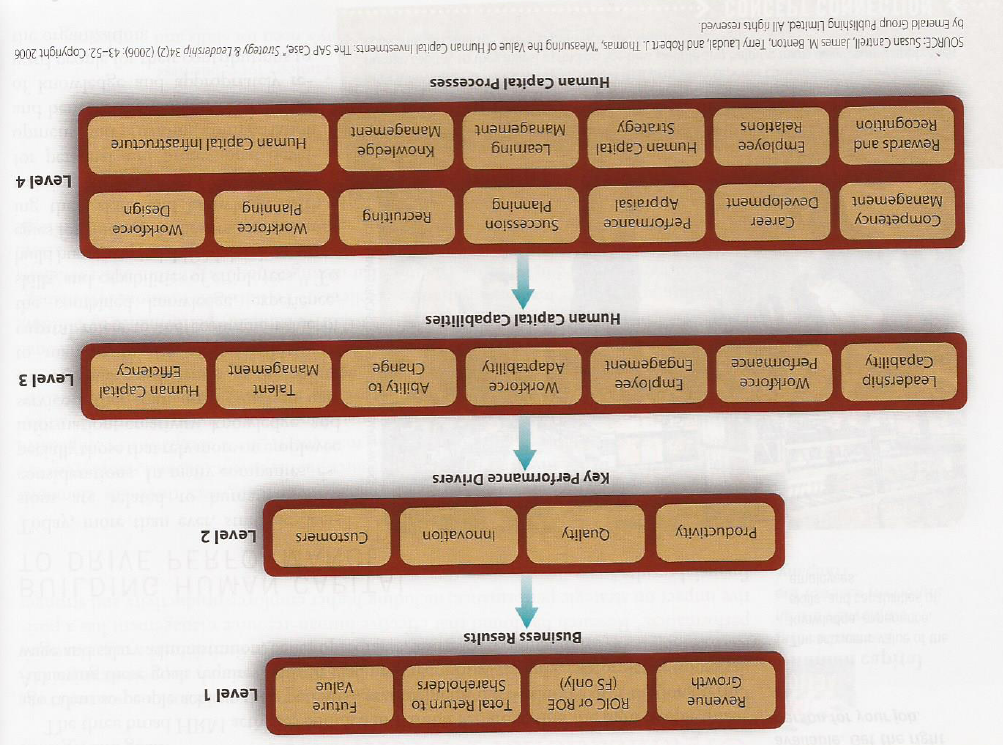 Revenue Growth
ROIC or ROE (FS only)
Total Return to Shareholders
Future Value
Level 1
Business Results
Productivity
Quality
Innovation
Customers
Level 2
Key Performance Drivers
Leadership Capability
Workforce Performance
Employee Engagement
Workforce Adaptability
Ability to Change
Talent Management
Human Capital Efficiency
Level 3
Human Capital Capabilities
Competency Management
Career Development
Performance Appraisal
Succession Planning
Recruiting
Workforce Planning
Workforce Design
Level 4
Rewards and Recognition
Employee Relations
Human Capital Strategy
Learning Management
Knowledge Management
Human Capital Infrastructure
Human Capital Processes
SOURCE: Susan Cantrell, James M. Benton, Terry Laudal, and Robert J. Thomas, "Measuring the Value of Human Capital Investments: The SAP Case," Strategy & Leadership 34(2) (2006): 43–52. Copyright 2006
by Emerald Group Publishing Limited. All rights reserved.